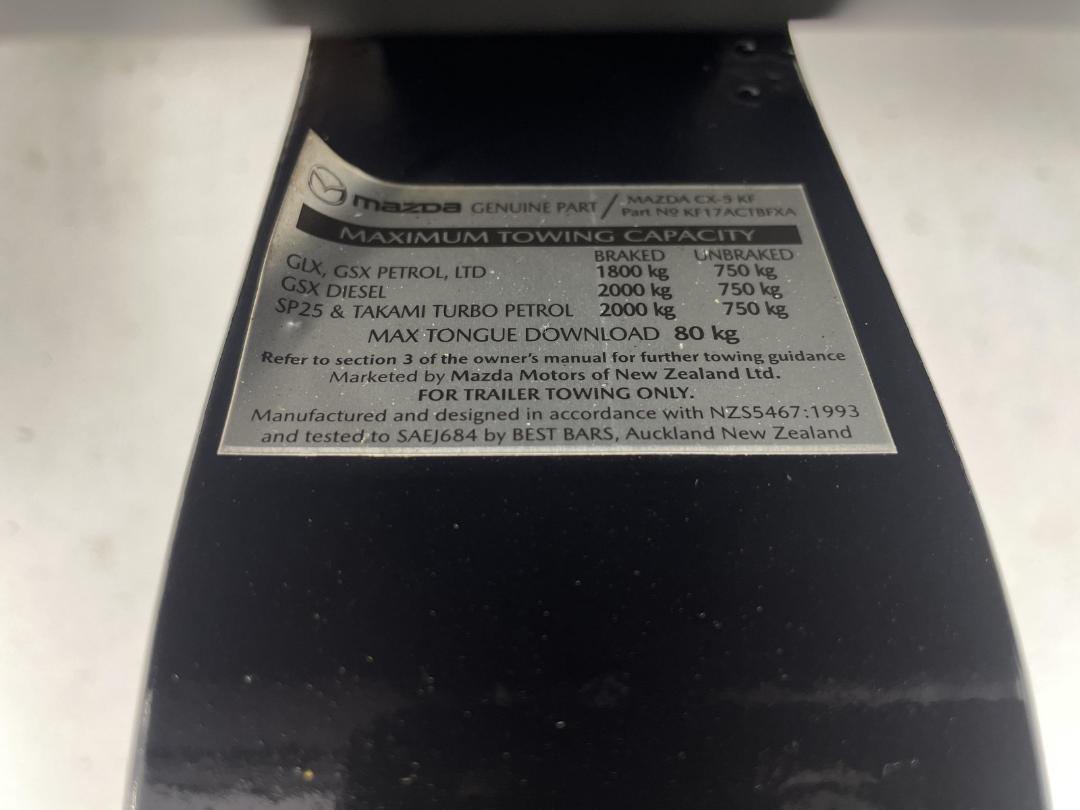 mazda GENUINE PART / MAZDA CX-5 KF
Part Nº KF17ACTBFXA
MAXIMUM TOWING CAPACITY
BRAKED UNBRAKED
GLX, GSX PETROL, LTD 1800 kg 750 kg
GSX DIESEL 2000 kg 750 kg
SP25 & TAKAMI TURBO PETROL 2000 kg 750 kg
MAX TONGUE DOWNLOAD 80 kg
Refer to section 3 of the owner's manual for further towing guidance
Marketed by Mazda Motors of New Zealand Ltd.
FOR TRAILER TOWING ONLY.
Manufactured and designed in accordance with NZS5467:1993
and tested to SAEJ684 by BEST BARS, Auckland New Zealand